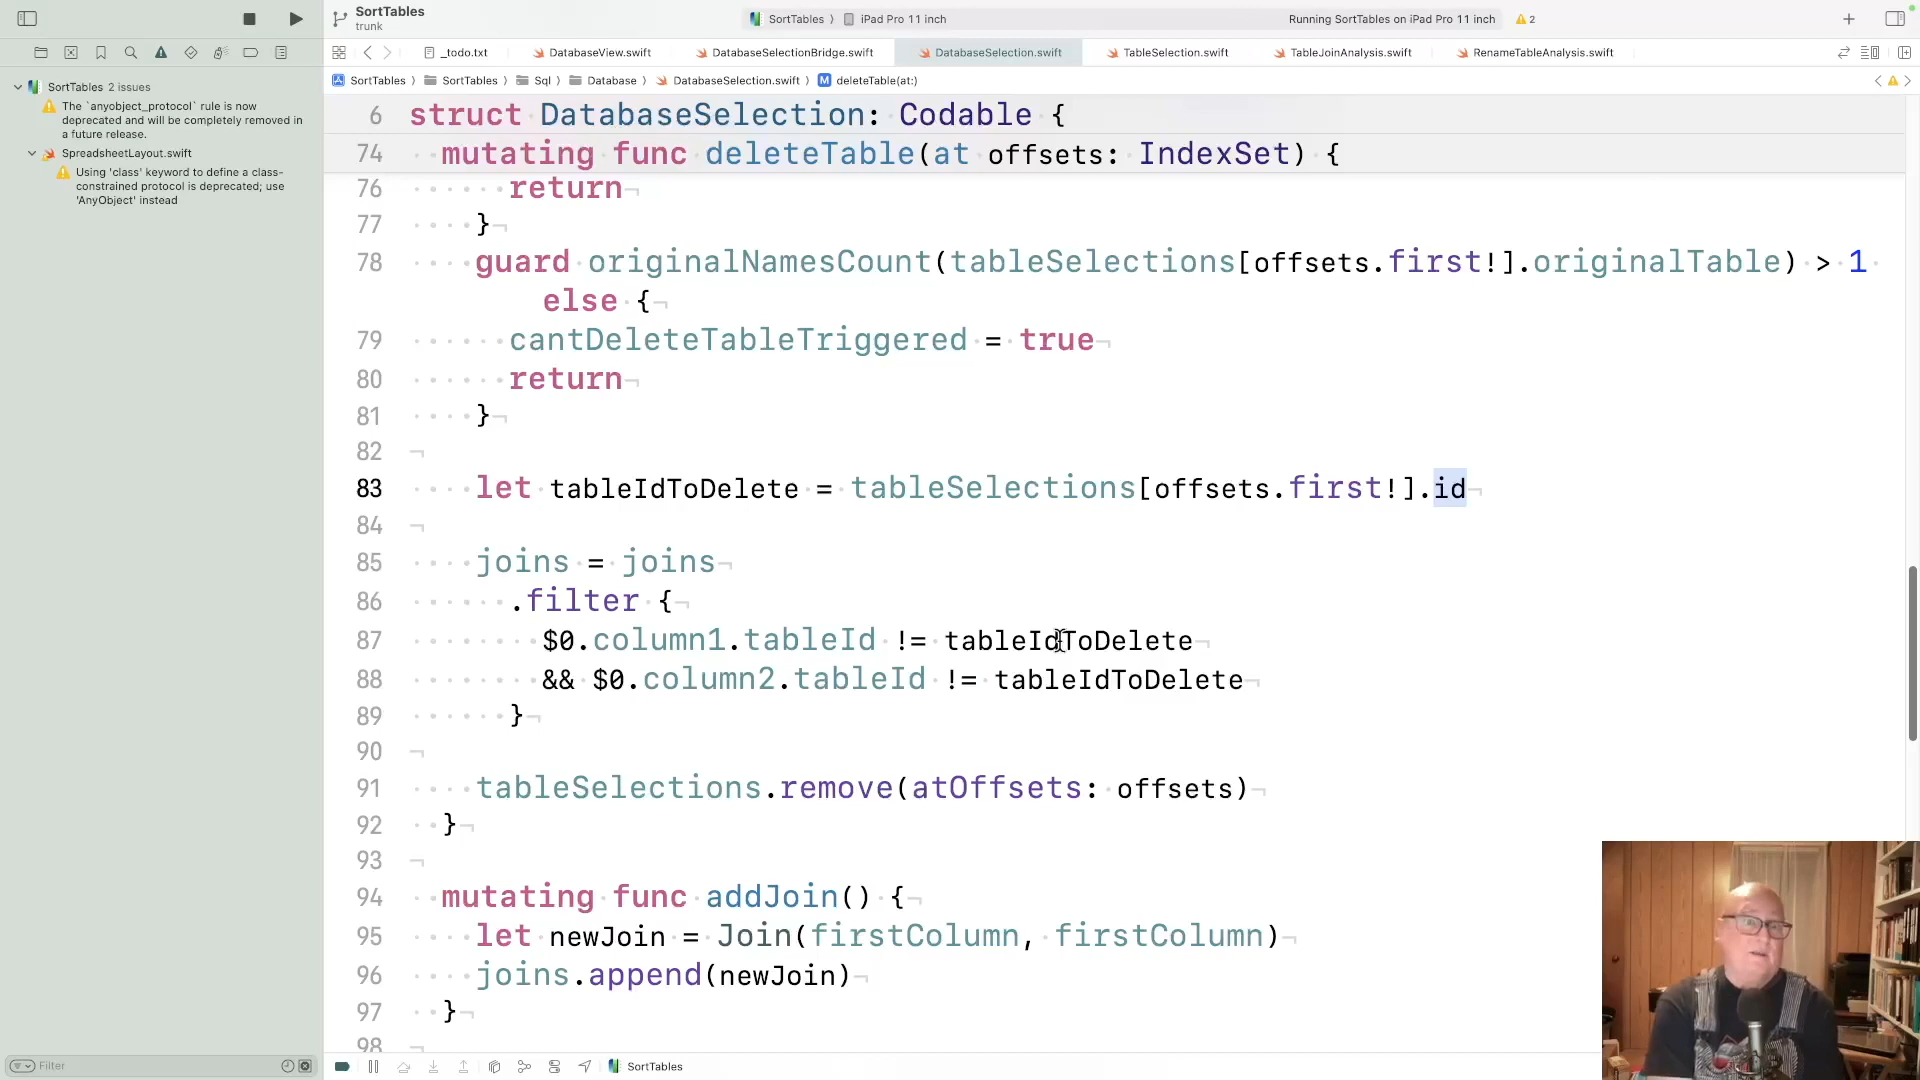 SortTables
trunk
SortTables
iPad Pro 11 inch
Running SortTables on iPad Pro 11 inch
2
_todo.txt
DatabaseView.swift
DatabaseSelectionBridge.swift
DatabaseSelection.swift
TableSelection.swift
TableJoinAnalysis.swift
RenameTableAnalysis.swift
SortTables
SortTables
Sql
Database
DatabaseSelection.swift
M deleteTable(at:)
SortTables 2 issues
The `anyobject_protocol` rule is now
deprecated and will be completely removed in
a future release.
SpreadsheetLayout.swift
Using 'class' keyword to define a class-
constrained protocol is deprecated; use
'AnyObject' instead
6 struct DatabaseSelection: Codable {
74 mutating func deleteTable(at offsets: IndexSet) {
76 return
77 }
78 guard originalNamesCount(tableSelections[offsets.first!].originalTable) > 1
else {
79 cantDeleteTableTriggered = true
80 return
81 }
82
83 let tableIdToDelete = tableSelections[offsets.first!].id
84
85 joins = joins
86 .filter {
87 $0.column1.tableId != tableIdToDelete
88 && $0.column2.tableId != tableIdToDelete
89 }
90
91 tableSelections.remove(atOffsets: offsets)
92 }
93
94 mutating func addJoin() {
95 let newJoin = Join(firstColumn, firstColumn)
96 joins.append(newJoin)
97 }
98
Filter
SortTables